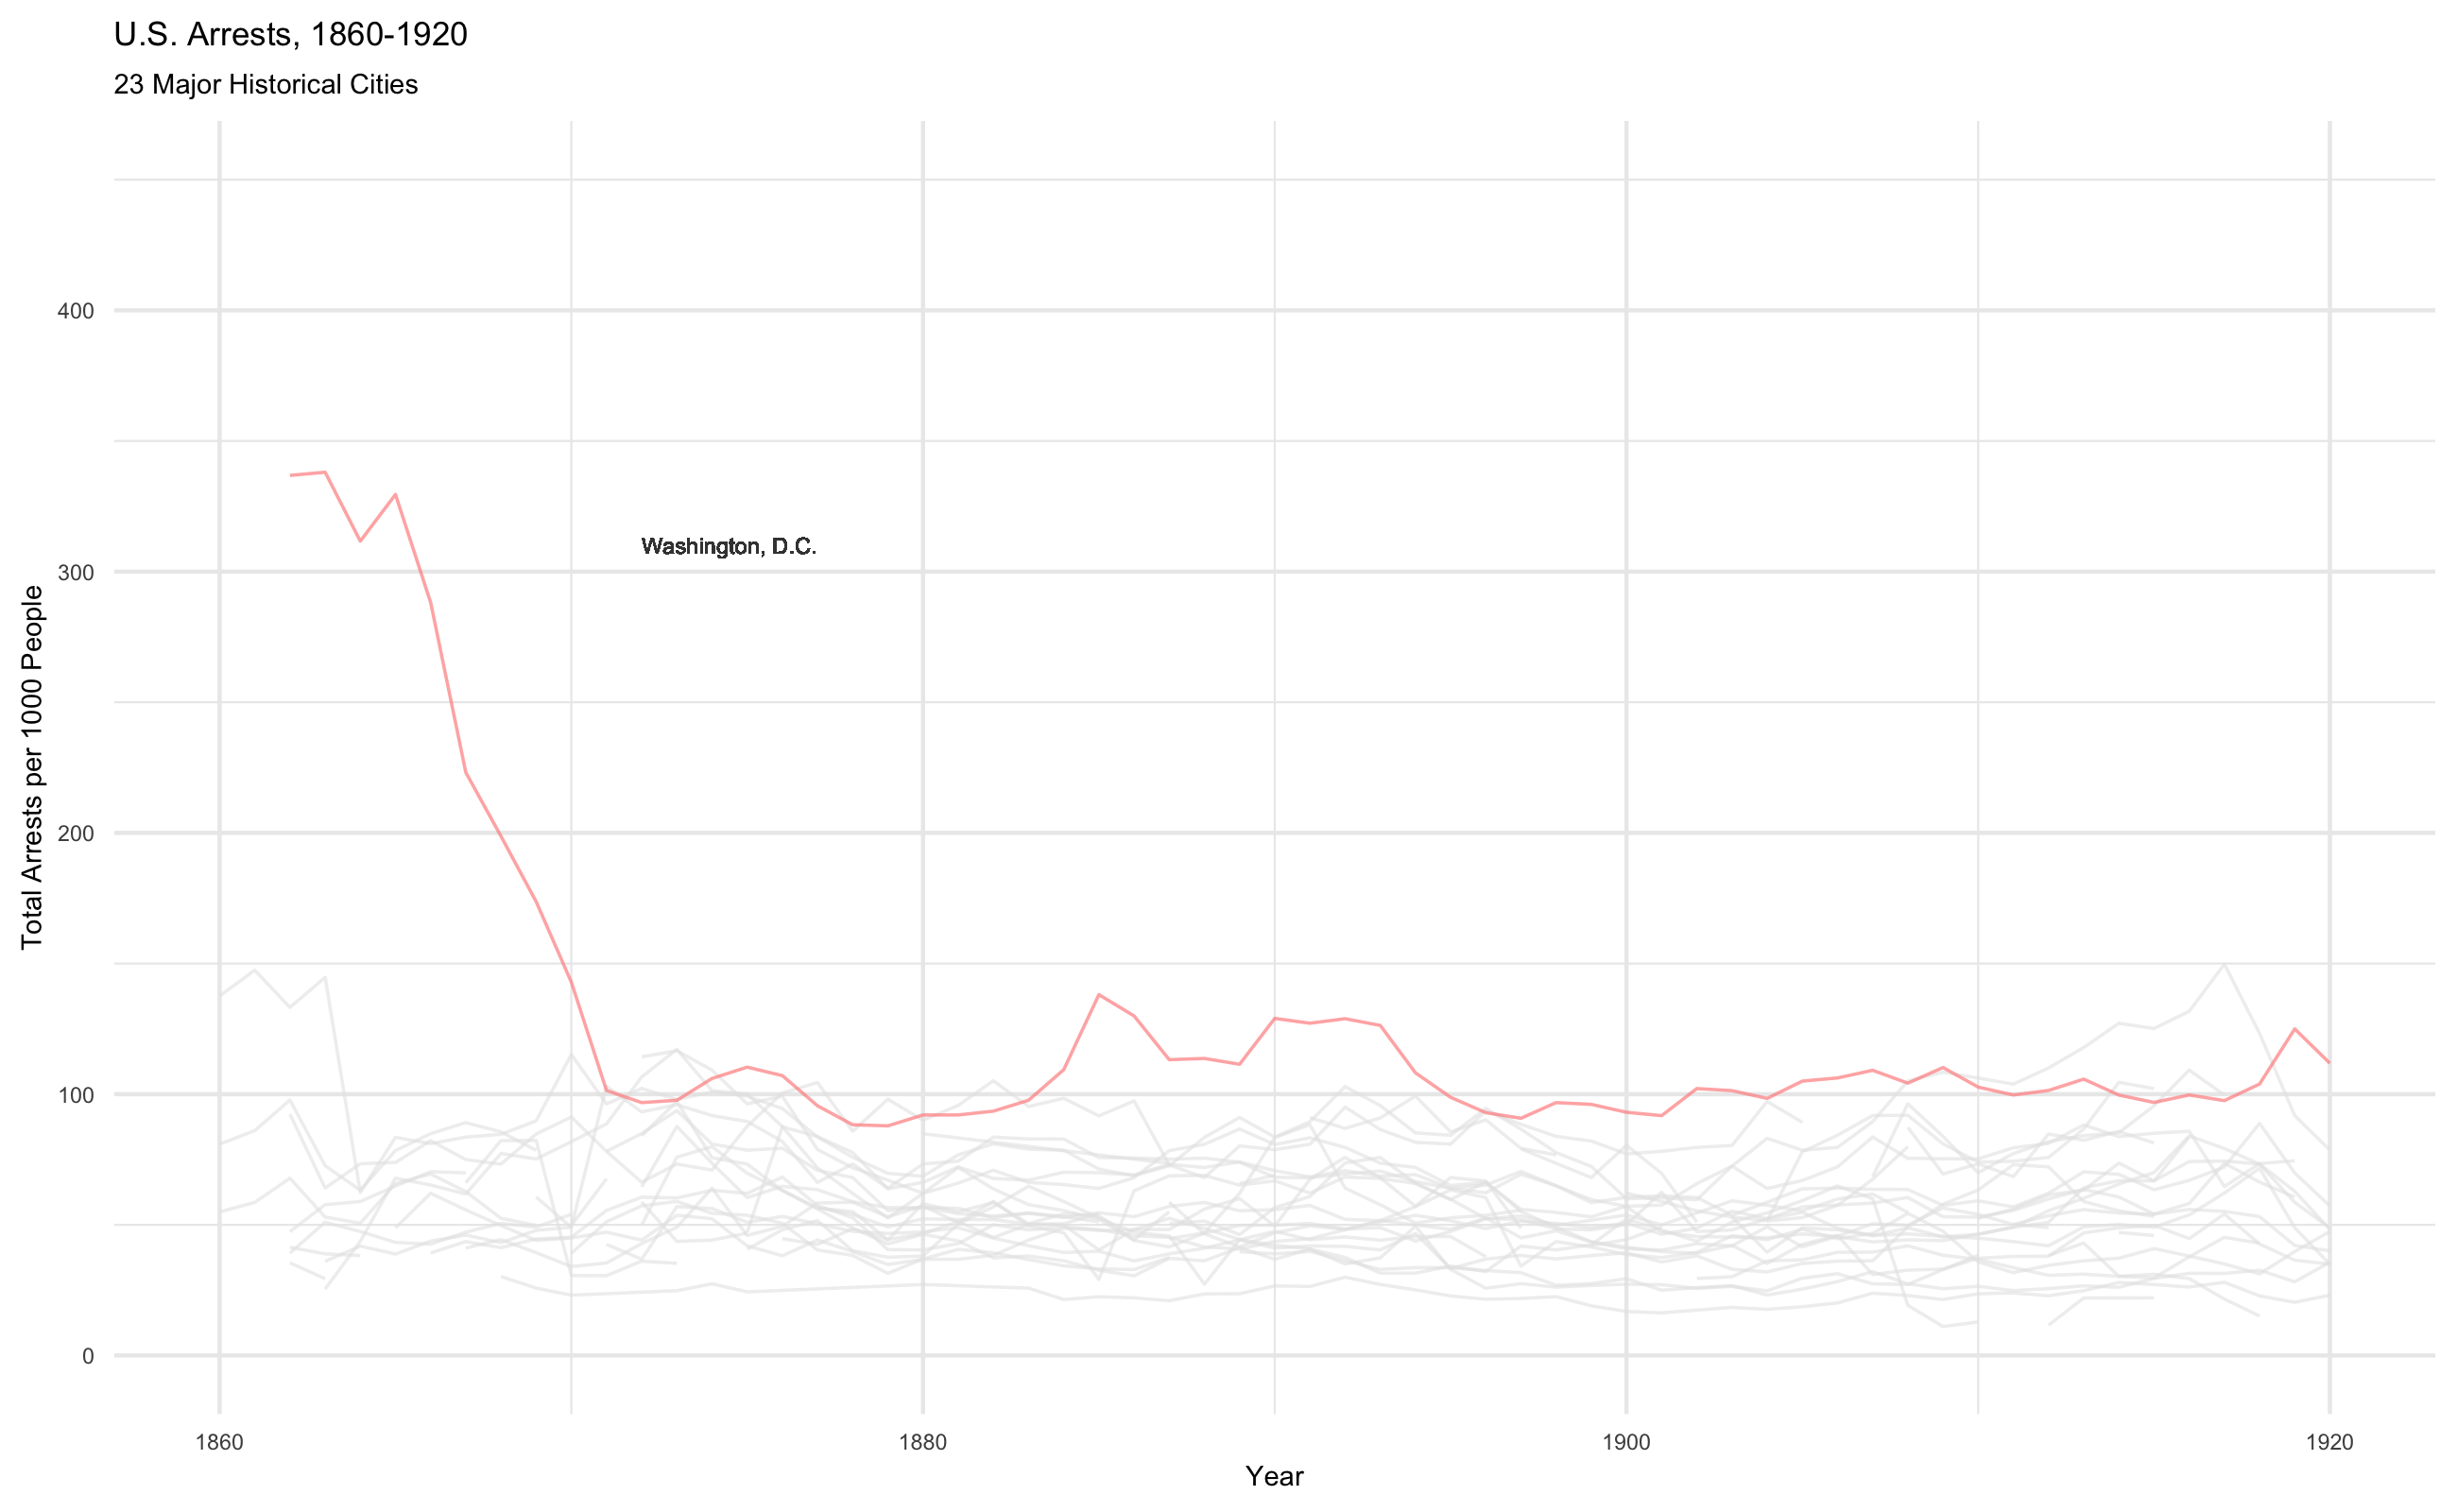 U.S. Arrests, 1860-1920
23 Major Historical Cities
Total Arrests per 1000 People
400
300
200
100
0
Washington, D.C.
1860
1880
1900
1920
Year